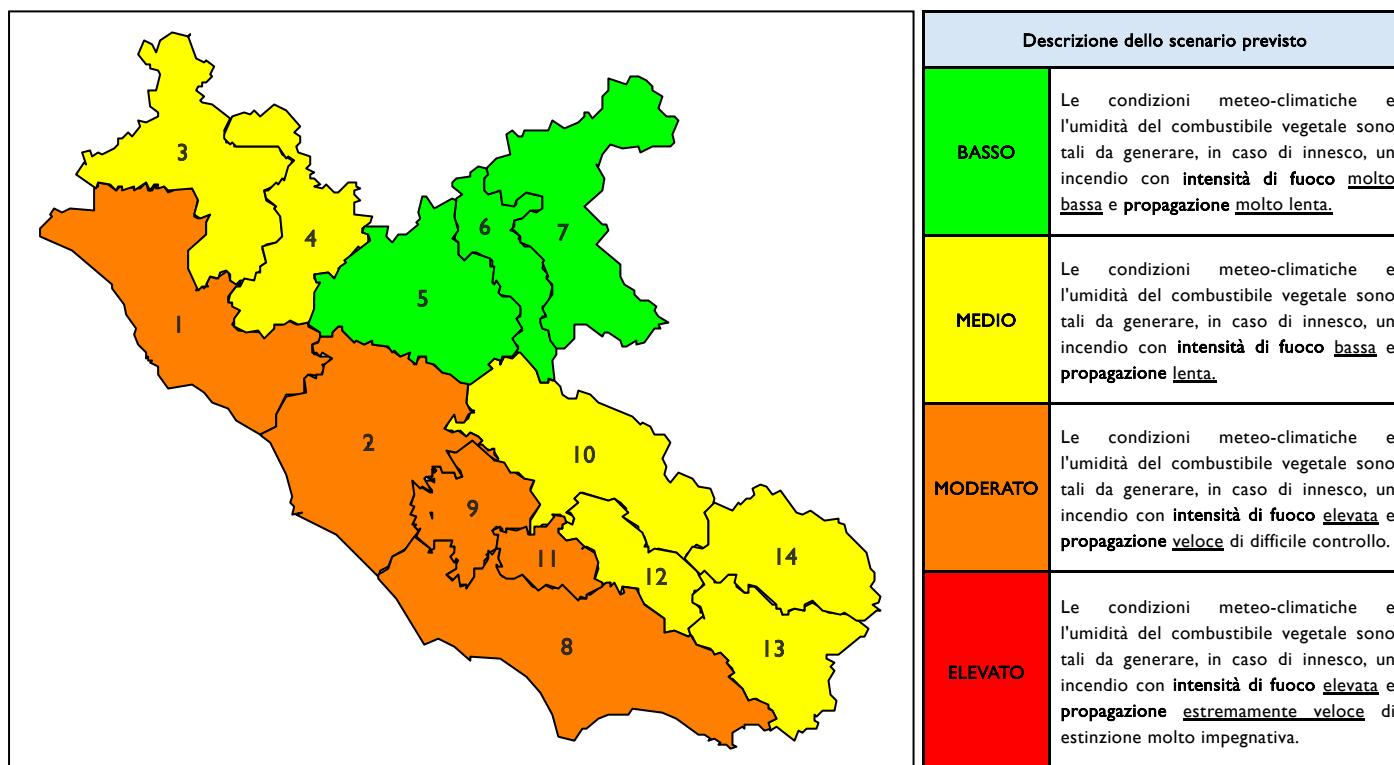 3
4
6
7
5
1
2
10
9
14
11
12
8
13
Descrizione dello scenario previsto
BASSO
Le condizioni meteo-climatiche e
l'umidità del combustibile vegetale sono
tali da generare, in caso di innesco, un
incendio con intensità di fuoco molto
bassa e propagazione molto lenta.
MEDIO
Le condizioni meteo-climatiche e
l'umidità del combustibile vegetale sono
tali da generare, in caso di innesco, un
incendio con intensità di fuoco bassa e
propagazione lenta.
MODERATO
Le condizioni meteo-climatiche e
l'umidità del combustibile vegetale sono
tali da generare, in caso di innesco, un
incendio con intensità di fuoco elevata e
propagazione veloce di difficile controllo.
ELEVATO
Le condizioni meteo-climatiche e
l'umidità del combustibile vegetale sono
tali da generare, in caso di innesco, un
incendio con intensità di fuoco elevata e
propagazione estremamente veloce di
estinzione molto impegnativa.